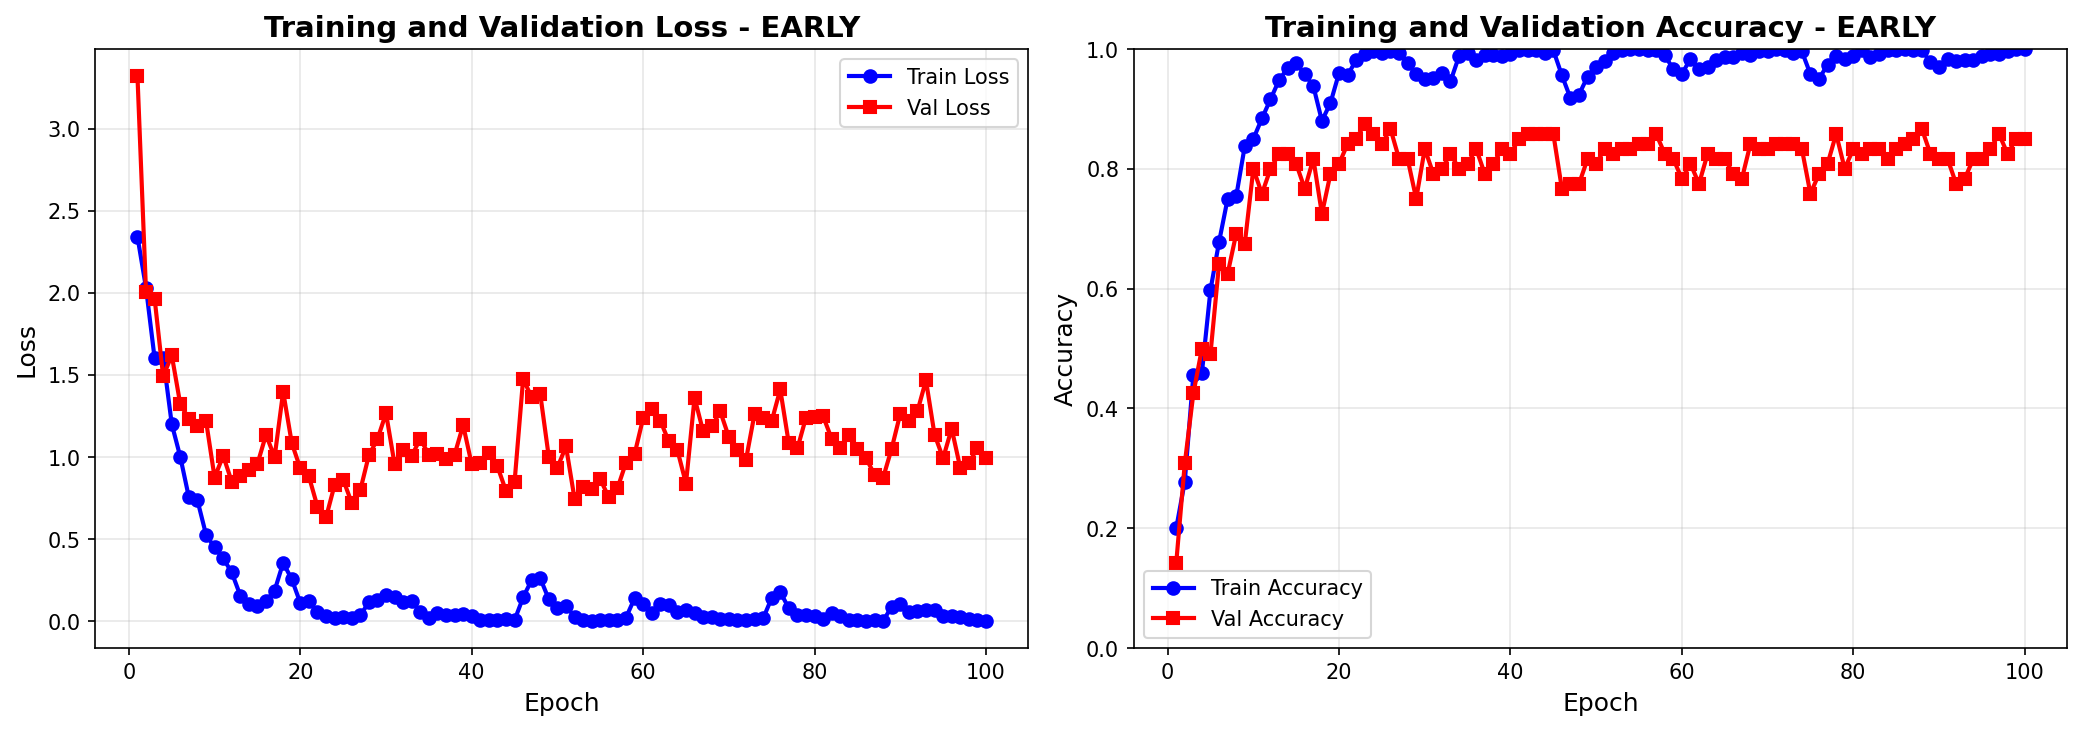 Training and Validation Loss - EARLY
Train Loss
Val Loss
3.0
2.5
2.0
1.5
1.0
0.5
0.0
Loss
0 20 40 60 80 100
Epoch
Training and Validation Accuracy - EARLY
1.0
0.8
0.6
0.4
0.2
0.0
Accuracy
Train Accuracy
Val Accuracy
0 20 40 60 80 100
Epoch